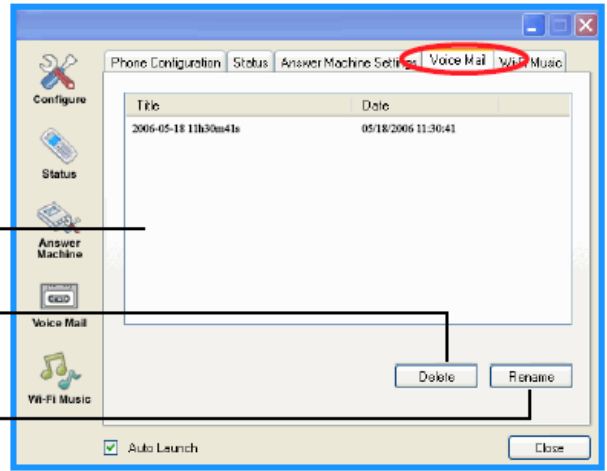 Phone Configuration Status Answer Machine Settings Voice Mail Wi-Fi Music
Configure
Status
Answer
Machine
Voice Mail
Wi-Fi Music
Title Date
2006-05-18 11h30m41s 05/18/2006 11:30:41
Delete Rename
Auto Launch
Close